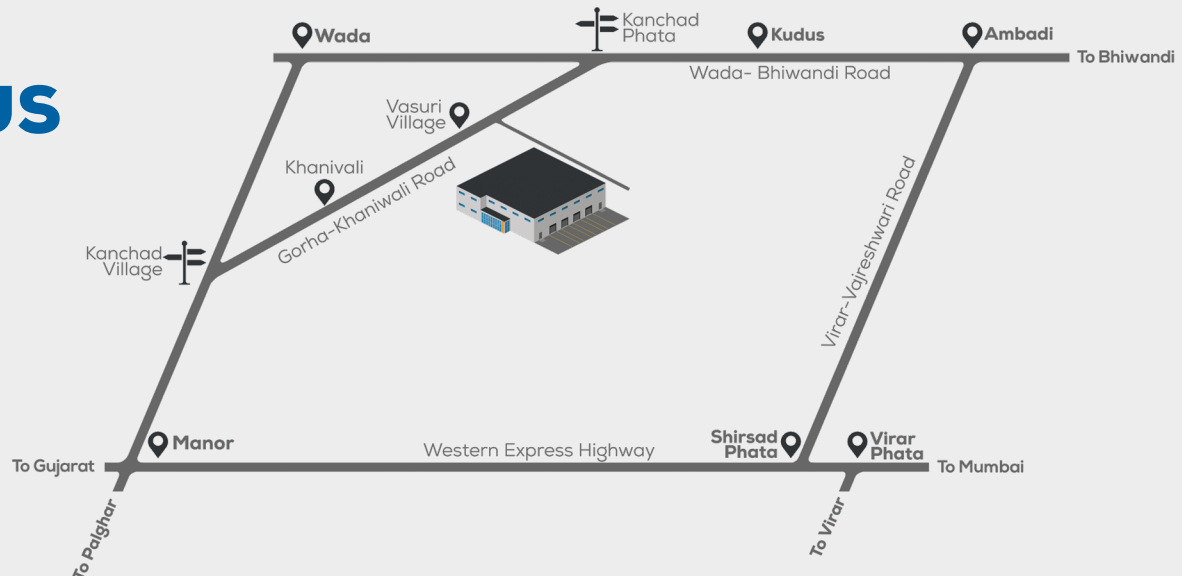 US
Kanchad
Phata
Wada
Kudus
Ambadi
To Bhiwandi
Wada- Bhiwandi Road
Vasuri
Village
Khanivali
Gorha-Khaniwali Road
Kanchad
Village
Virar-Vajreshwari Road
Manor
Western Express Highway
Shirsad
Phata
Virar
Phata
To Gujarat
To Mumbai
To Palghar
To Virar